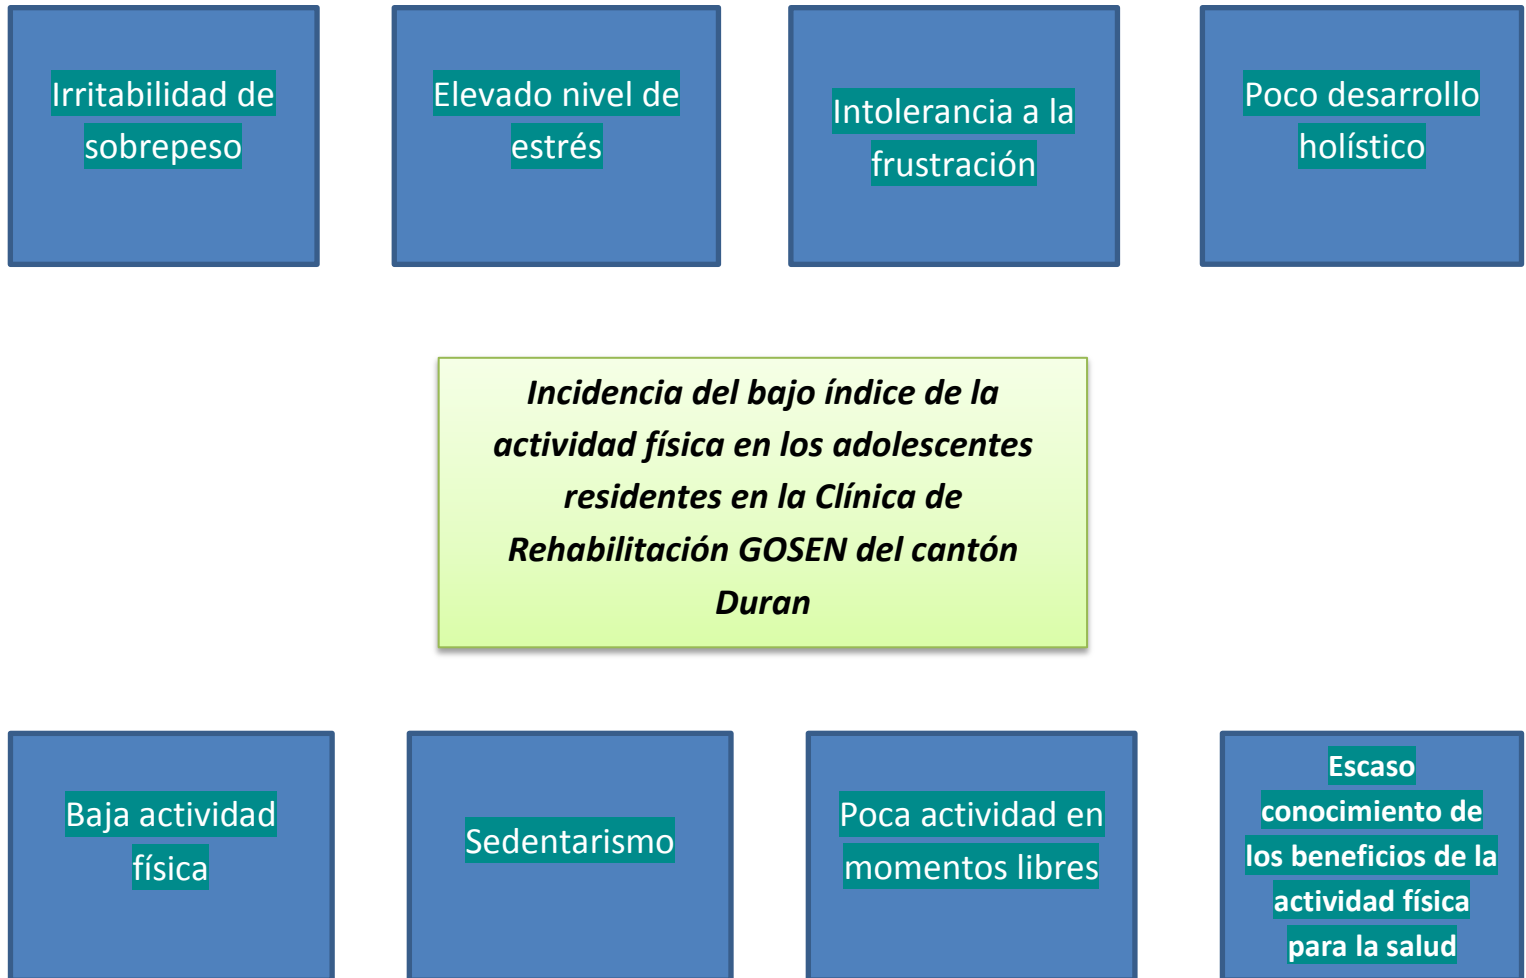 Irritabilidad de
sobrepeso
Elevado nivel de
estrés
Intolerancia a la
frustración
Poco desarrollo
holístico
Incidencia del bajo índice de la
actividad física en los adolescentes
residentes en la Clínica de
Rehabilitación GOSEN del cantón
Duran
Baja actividad
física
Sedentarismo
Poca actividad en
momentos libres
Escaso
conocimiento de
los beneficios de la
actividad física
para la salud